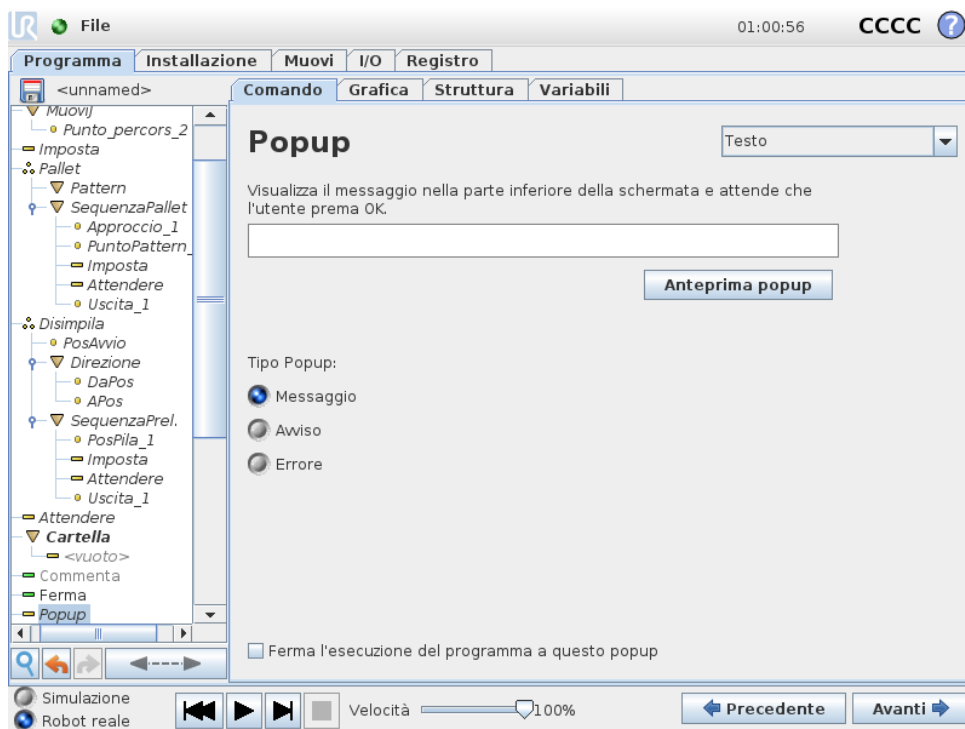 UR File 01:00:56 CCCC ?
Programma Installazione Muovi I/O Registro
<unnamed>
Comando Grafica Struttura Variabili
MuoviJ
Punto_percors_2
Imposta
Pallet
Pattern
SequenzaPallet
Approccio_1
PuntoPattern_
Imposta
Attendere
Uscita_1
Disimpila
PosAvvio
Direzione
DaPos
APos
SequenzaPrel.
PosPila_1
Imposta
Attendere
Uscita_1
Attendere
Cartella
<vuoto>
Commenta
Ferma
Popup
Popup
Testo
Visualizza il messaggio nella parte inferiore della schermata e attende che
l'utente prema OK.
Anteprima popup
Tipo Popup:
Messaggio
Avviso
Errore
Ferma l'esecuzione del programma a questo popup
Simulazione
Robot reale
Velocità 100%
Precedente Avanti